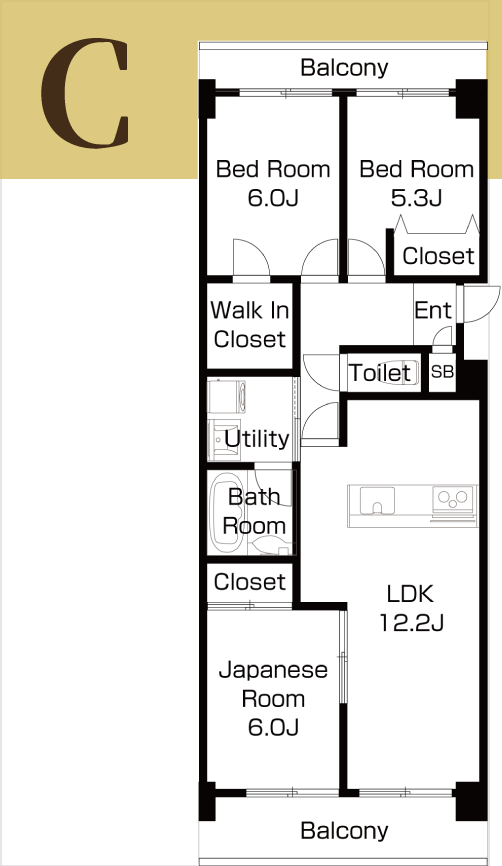 C
Balcony
Bed Room
6.0J
Bed Room
5.3J
Closet
Walk In
Closet
Ent
Toilet
SB
Utility
Bath
Room
Closet
LDK
12.2J
Japanese
Room
6.0J
Balcony